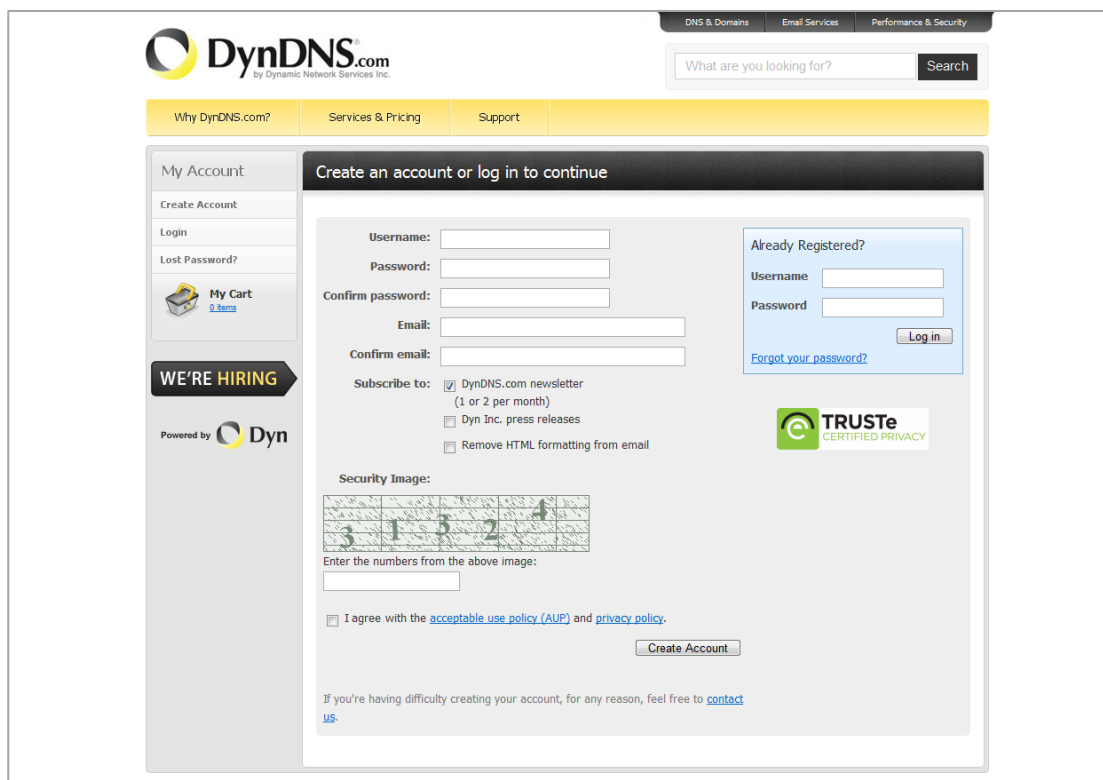 DNS & Domains
Email Services
Performance & Security
DynDNS.com
by Dynamic Network Services Inc.
What are you looking for?
Search
Why DynDNS.com?
Services & Pricing
Support
My Account
Create Account
Login
Lost Password?
My Cart
0 items
WE'RE HIRING
Powered by Dyn
Create an account or log in to continue
Username:
Password:
Confirm password:
Email:
Confirm email:
Subscribe to:
DynDNS.com newsletter
(1 or 2 per month)
Dyn Inc. press releases
Remove HTML formatting from email
Security Image:
3 1 3 2 4
Enter the numbers from the above image:
I agree with the acceptable use policy (AUP) and privacy policy.
Create Account
If you're having difficulty creating your account, for any reason, feel free to contact
us.
Already Registered?
Username
Password
Log in
Forgot your password?
TRUSTe
CERTIFIED PRIVACY